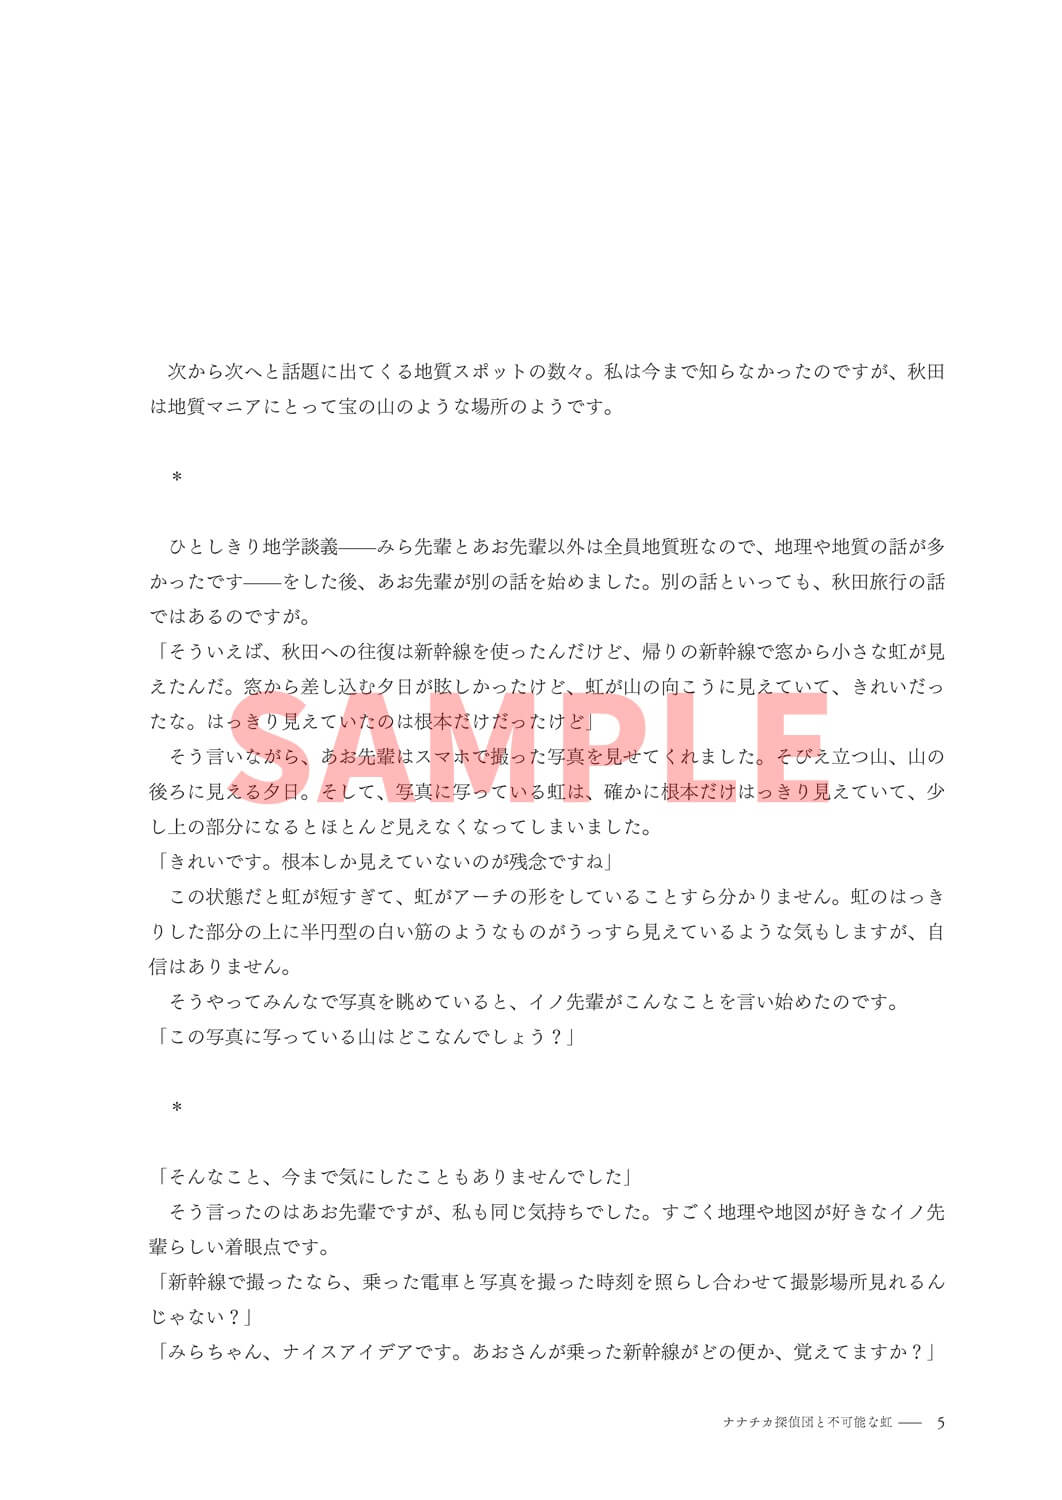 次から次へと話題に出てくる地質スポットの数々。私は今まで知らなかったのですが、秋田
は地質マニアにとって宝の山のような場所のようです。
*
ひとしきり地学談義――みら先輩とあお先輩以外は全員地質班なので、地理や地質の話が多
かったです――をした後、あお先輩が別の話を始めました。別の話といっても、秋田旅行の話
ではあるのですが。
「そういえば、秋田への往復は新幹線を使ったんだけど、帰りの新幹線で窓から小さな虹が見
えたんだ。窓から差し込む夕日が眩しかったけど、虹が山の向こうに見えていて、きれいだっ
たな。はっきり見えていたのは根本だけだったけど」
そう言いながら、あお先輩はスマホで撮った写真を見せてくれました。そびえ立つ山、山の
後ろに見える夕日。そして、写真に写っている虹は、確かに根本だけはっきり見えていて、少
し上の部分になるとほとんど見えなくなってしまいました。
SAMPLE
「きれいです。根本しか見えていないのが残念ですね」
この状態だと虹が短すぎて、虹がアーチの形をしていることすら分かりません。虹のはっき
りした部分の上に半円型の白い筋のようなものがうっすら見えているような気もしますが、自
信はありません。
そうやってみんなで写真を眺めていると、イノ先輩がこんなことを言い始めたのです。
「この写真に写っている山はどこなんでしょう？」
*
「そんなこと、今まで気にしたこともありませんでした」
そう言ったのはあお先輩ですが、私も同じ気持ちでした。すごく地理や地図が好きなイノ先
輩らしい着眼点です。
「新幹線で撮ったなら、乗った電車と写真を撮った時刻を照らし合わせて撮影場所見れるん
じゃない？」
「みらちゃん、ナイスアイデアです。あおさんが乗った新幹線がどの便か、覚えてますか？」
ナナチカ探偵団と不可能な虹 ── 5